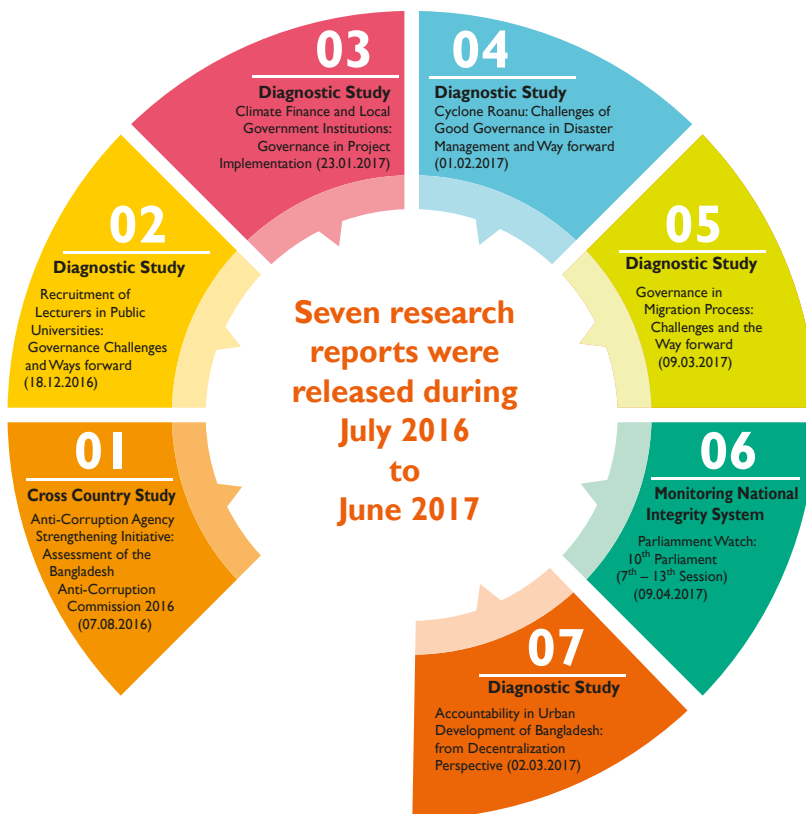 01
Cross Country Study
Anti-Corruption Agency
Strengthening Initiative:
Assessment of the
Bangladesh
Anti-Corruption
Commission 2016
(07.08.2016)
02
Diagnostic Study
Recruitment of
Lecturers in Public
Universities:
Governance Challenges
and Ways forward
(18.12.2016)
03
Diagnostic Study
Climate Finance and Local
Government Institutions:
Governance in Project
Implementation (23.01.2017)
04
Diagnostic Study
Cyclone Roanu: Challenges of
Good Governance in Disaster
Management and Way forward
(01.02.2017)
05
Diagnostic Study
Governance in
Migration Process:
Challenges and the
Way forward
(09.03.2017)
06
Monitoring National
Integrity System
Parliamment Watch:
10th Parliament
(7th – 13th Session)
(09.04.2017)
07
Diagnostic Study
Accountability in Urban
Development of Bangladesh:
from Decentralization
Perspective (02.03.2017)
Seven research
reports were
released during
July 2016
to
June 2017